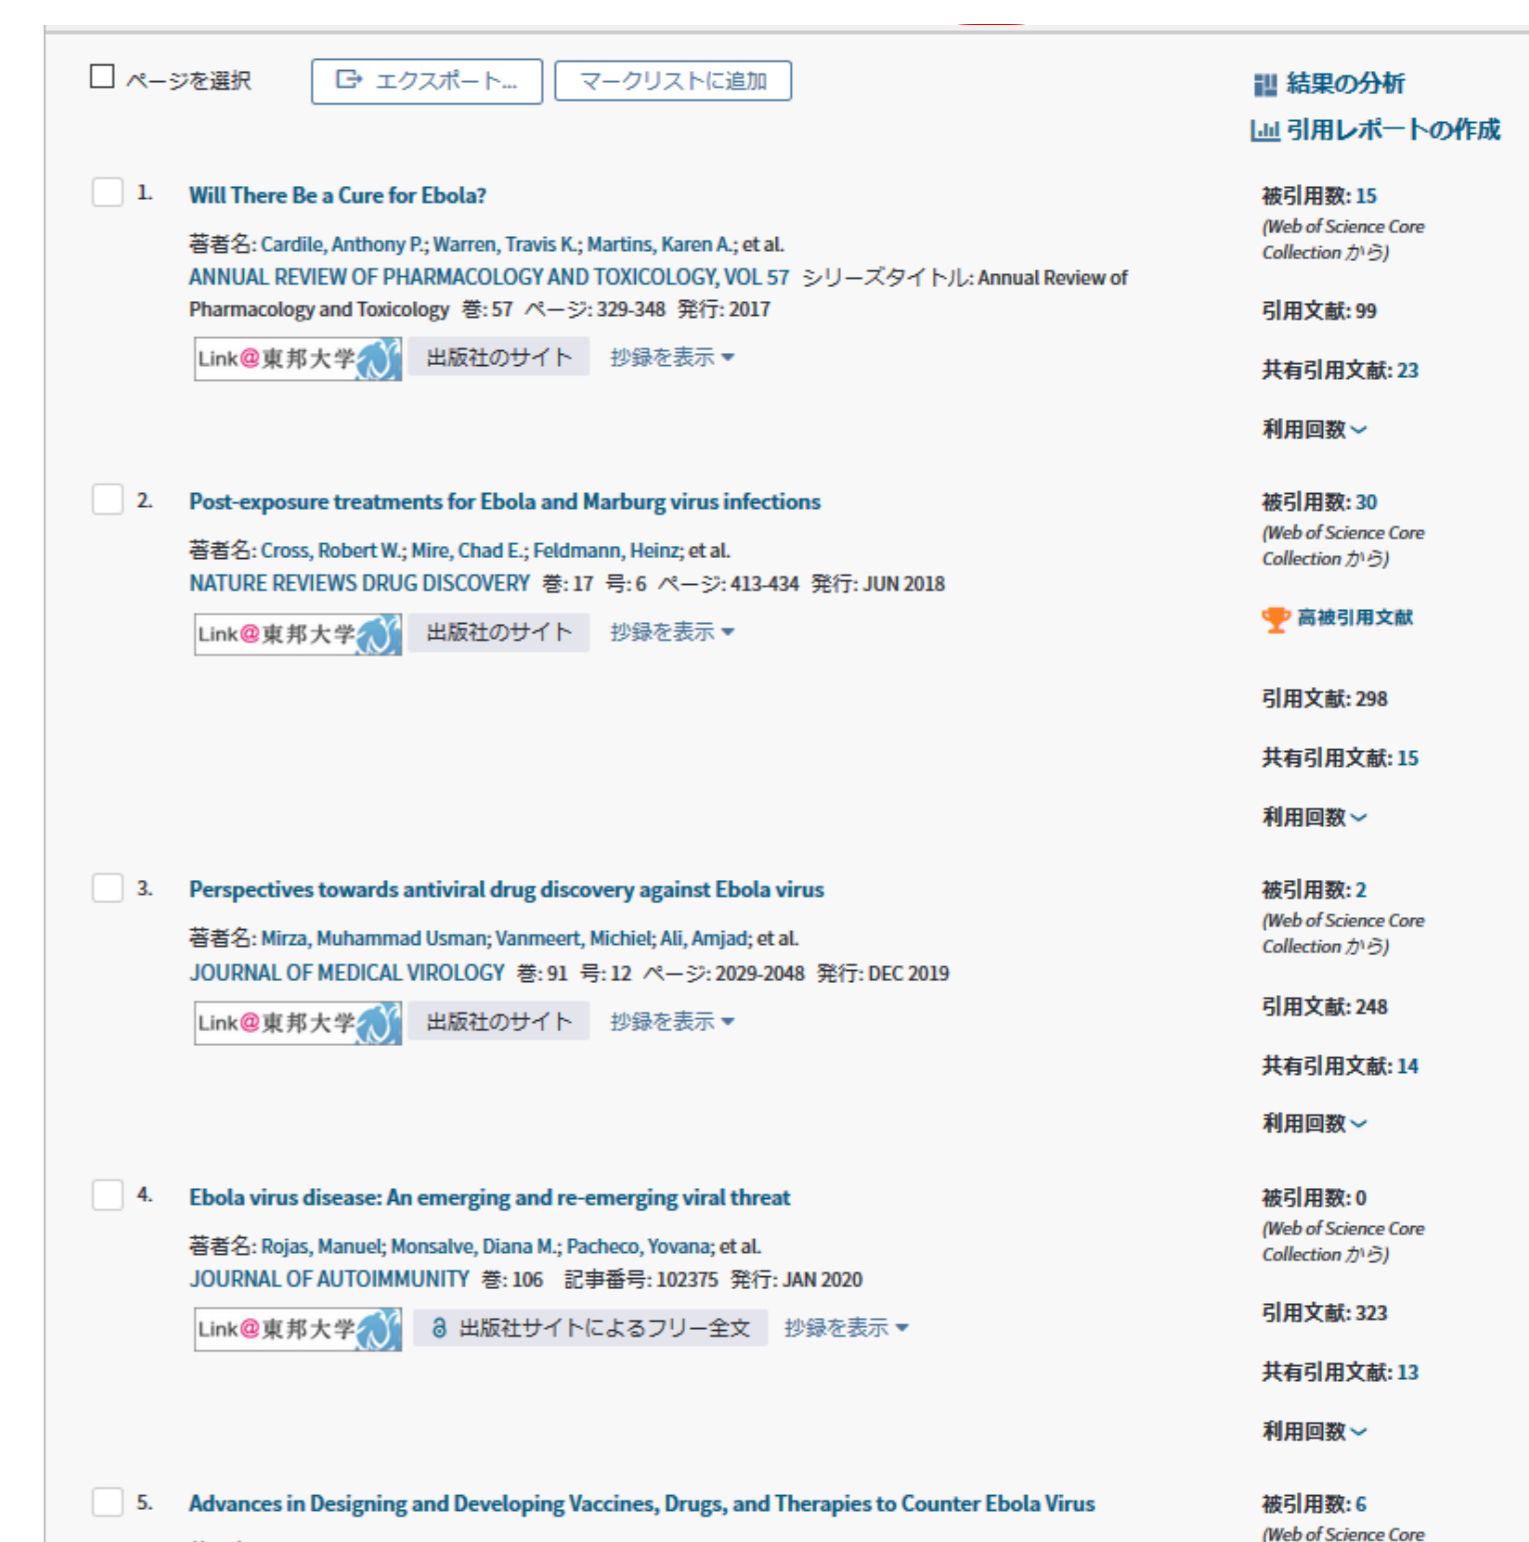 ページを選択 エクスポート... マークリストに追加
結果の分析
引用レポートの作成
1. Will There Be a Cure for Ebola?
著者名: Cardile, Anthony P.; Warren, Travis K.; Martins, Karen A.; et al.
ANNUAL REVIEW OF PHARMACOLOGY AND TOXICOLOGY, VOL 57 シリーズタイトル: Annual Review of
Pharmacology and Toxicology 巻: 57 ページ: 329-348 発行: 2017
Link@東邦大学 出版社のサイト 抄録を表示
被引用数: 15
(Web of Science Core
Collection から)
引用文献: 99
共有引用文献: 23
利用回数
2. Post-exposure treatments for Ebola and Marburg virus infections
著者名: Cross, Robert W.; Mire, Chad E.; Feldmann, Heinz; et al.
NATURE REVIEWS DRUG DISCOVERY 巻: 17 号: 6 ページ: 413-434 発行: JUN 2018
Link@東邦大学 出版社のサイト 抄録を表示
被引用数: 30
(Web of Science Core
Collection から)
高被引用文献
引用文献: 298
共有引用文献: 15
利用回数
3. Perspectives towards antiviral drug discovery against Ebola virus
著者名: Mirza, Muhammad Usman; Vanmeert, Michiel; Ali, Amjad; et al.
JOURNAL OF MEDICAL VIROLOGY 巻: 91 号: 12 ページ: 2029-2048 発行: DEC 2019
Link@東邦大学 出版社のサイト 抄録を表示
被引用数: 2
(Web of Science Core
Collection から)
引用文献: 248
共有引用文献: 14
利用回数
4. Ebola virus disease: An emerging and re-emerging viral threat
著者名: Rojas, Manuel; Monsalve, Diana M.; Pacheco, Yovana; et al.
JOURNAL OF AUTOIMMUNITY 巻: 106 記事番号: 102375 発行: JAN 2020
Link@東邦大学 出版社サイトによるフリー全文 抄録を表示
被引用数: 0
(Web of Science Core
Collection から)
引用文献: 323
共有引用文献: 13
利用回数
5. Advances in Designing and Developing Vaccines, Drugs, and Therapies to Counter Ebola Virus
被引用数: 6
(Web of Science Core